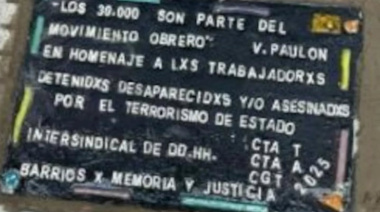 "LOS 30.000 SON PARTE DEL
MOVIMIENTO OBRERO". V. PAULON
EN HOMENAJE A LXS TRABAJADORXS
DETENIDXS DESAPARECIDXS Y/O ASESINADXS
POR EL TERRORISMO DE ESTADO
INTERSINDICAL DE DD.HH. CTA T
CTA A
CGT
BARRIOS X MEMORIA Y JUSTICIA 2025